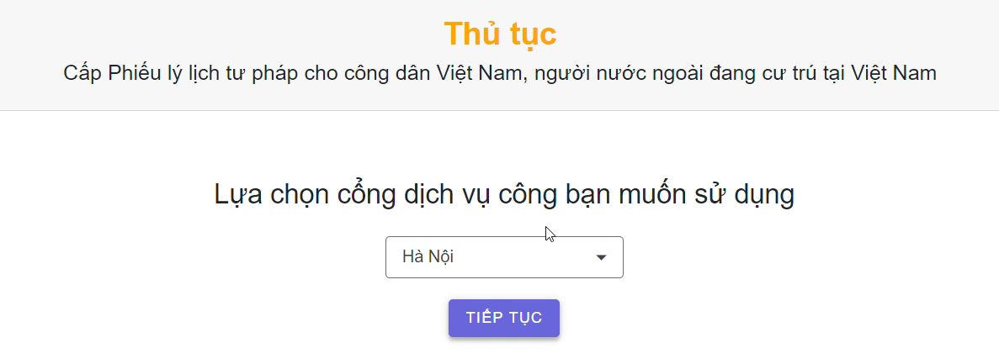 Thủ tục
Cấp Phiếu lý lịch tư pháp cho công dân Việt Nam, người nước ngoài đang cư trú tại Việt Nam
Lựa chọn cổng dịch vụ công bạn muốn sử dụng
Hà Nội
TIẾP TỤC